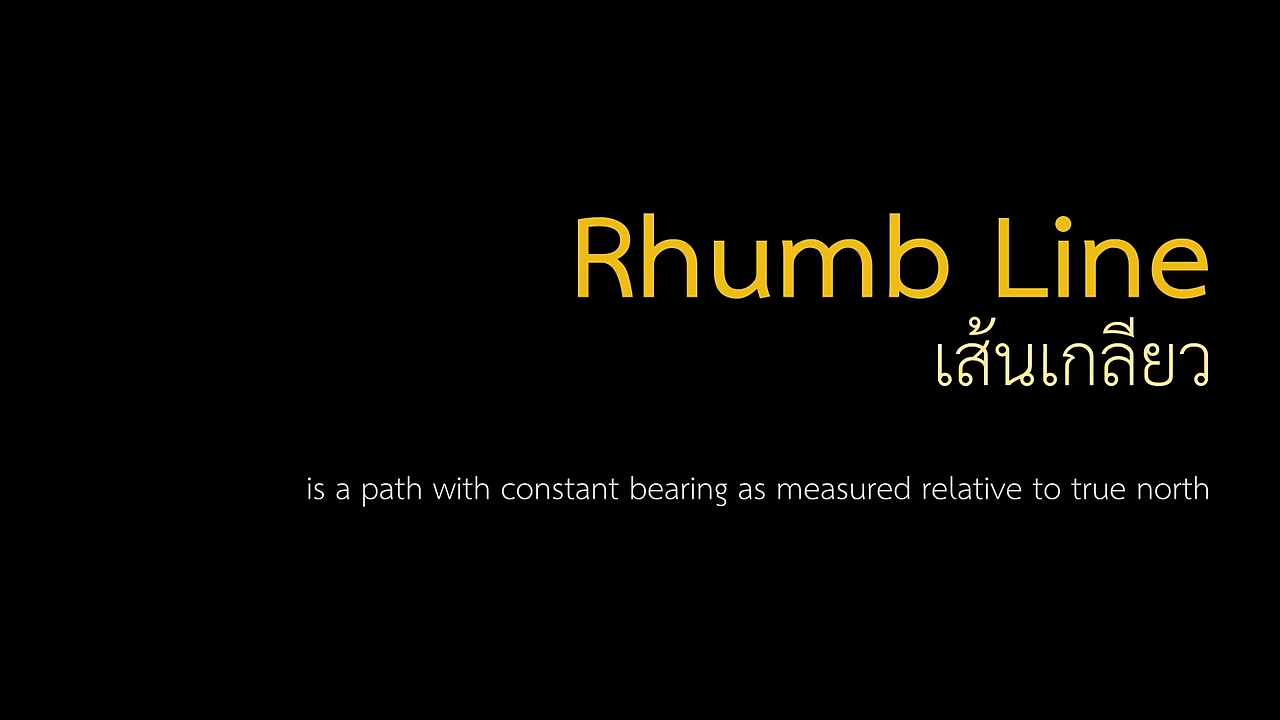 Rhumb Line
เส้นเกลียว
is a path with constant bearing as measured relative to true north